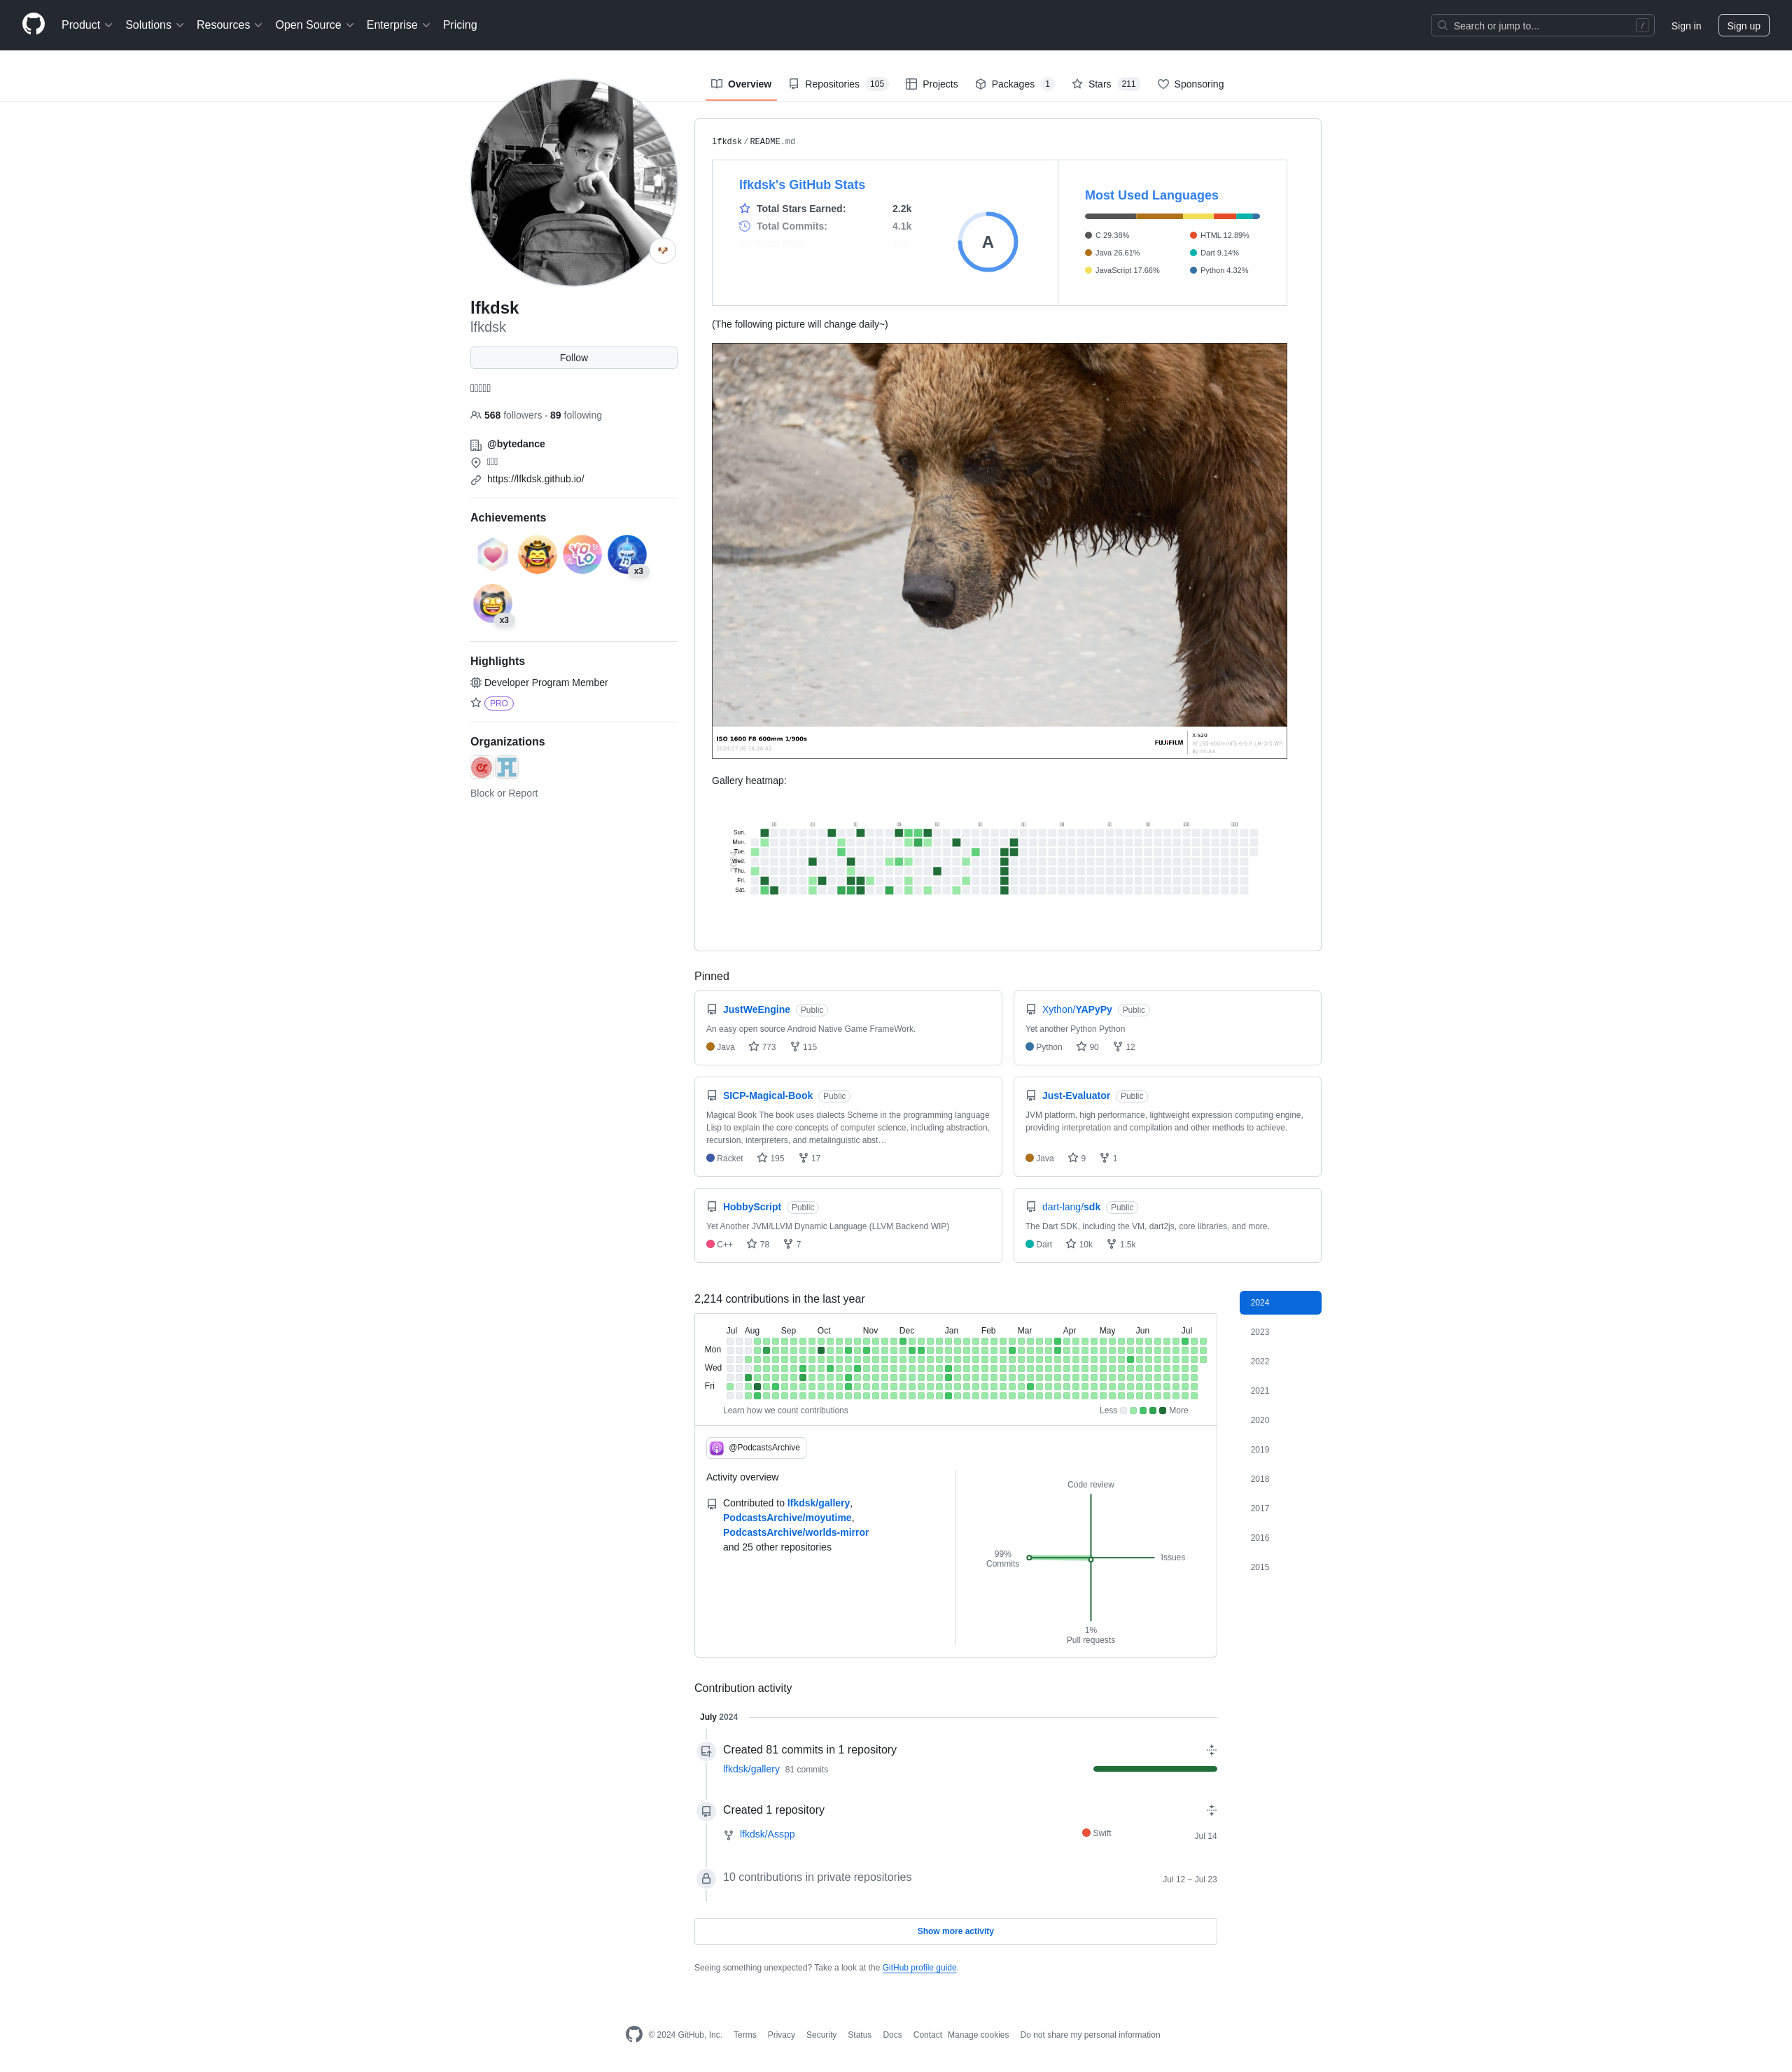 Product Solutions Resources Open Source Enterprise Pricing Search or jump to... / Sign in Sign up
Overview Repositories 105 Projects Packages 1 Stars 211 Sponsoring
lfkdsk
lfkdsk
Follow
568 followers · 89 following
@bytedance
https://lfkdsk.github.io/
Achievements
YOLO
x3
x3
Highlights
Developer Program Member
PRO
Organizations
Block or Report
lfkdsk/README.md
lfkdsk's GitHub Stats
Total Stars Earned: 2.2k
Total Commits: 4.1k
A
Most Used Languages
C 29.38% HTML 12.89%
Java 26.61% Dart 9.14%
JavaScript 17.66% Python 4.32%
(The following picture will change daily~)
ISO 1600 F8 600mm 1/900s
FUJIFILM
X-S20
Gallery heatmap:
Sun.
Mon.
Tue.
Wed.
Thu.
Fri.
Sat.
Pinned
JustWeEngine Public
An easy open source Android Native Game FrameWork.
Java 773 115
Xython/YAPyPy Public
Yet another Python Python
Python 90 12
SICP-Magical-Book Public
Magical Book The book uses dialects Scheme in the programming language
Lisp to explain the core concepts of computer science, including abstraction,
recursion, interpreters, and metalinguistic abst…
Racket 195 17
Just-Evaluator Public
JVM platform, high performance, lightweight expression computing engine,
providing interpretation and compilation and other methods to achieve.
Java 9 1
HobbyScript Public
Yet Another JVM/LLVM Dynamic Language (LLVM Backend WIP)
C++ 78 7
dart-lang/sdk Public
The Dart SDK, including the VM, dart2js, core libraries, and more.
Dart 10k 1.5k
2,214 contributions in the last year
Jul Aug Sep Oct Nov Dec Jan Feb Mar Apr May Jun Jul
Mon
Wed
Fri
Learn how we count contributions Less More
@PodcastsArchive
Activity overview
Contributed to lfkdsk/gallery,
PodcastsArchive/moyutime,
PodcastsArchive/worlds-mirror
and 25 other repositories
Code review
99%
Commits
Issues
1%
Pull requests
2024
2023
2022
2021
2020
2019
2018
2017
2016
2015
Contribution activity
July 2024
Created 81 commits in 1 repository
lfkdsk/gallery 81 commits
Created 1 repository
lfkdsk/Asspp Swift Jul 14
10 contributions in private repositories Jul 12 – Jul 23
Show more activity
Seeing something unexpected? Take a look at the GitHub profile guide.
© 2024 GitHub, Inc. Terms Privacy Security Status Docs Contact Manage cookies Do not share my personal information